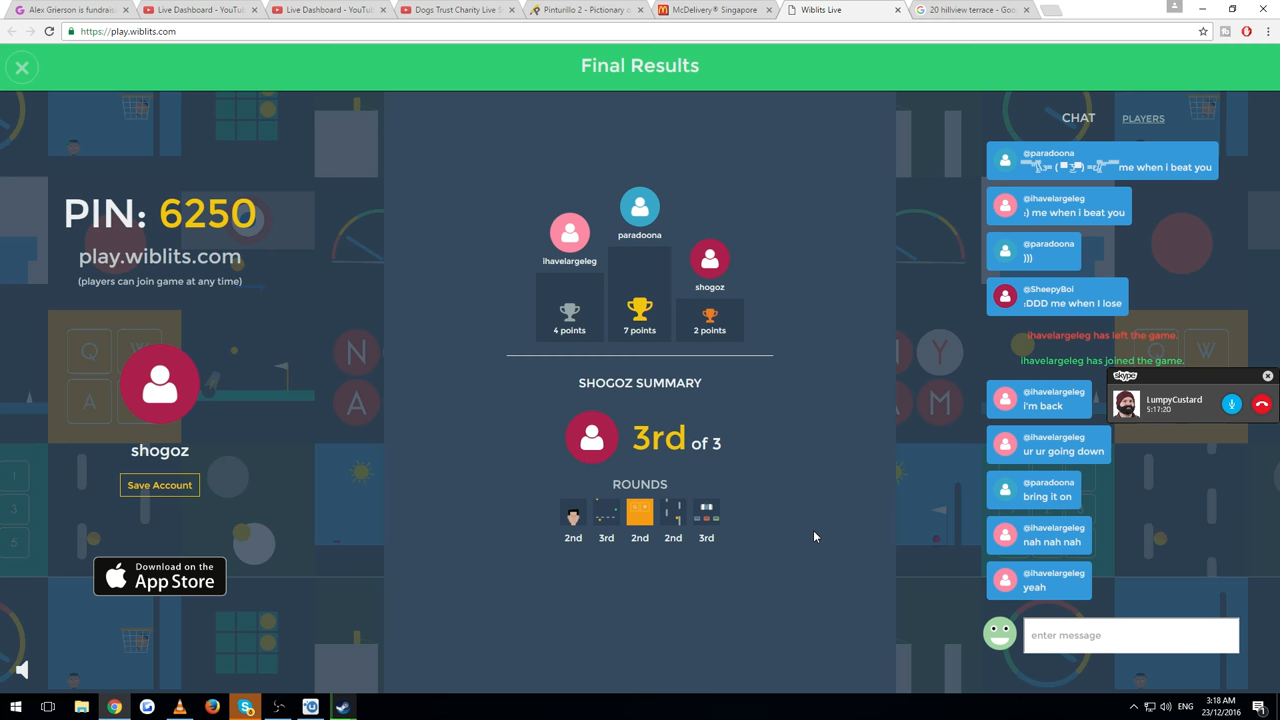 Alex Grierson is fundrais
Live Dashboard - YouTu
Live Dashboard - YouTu
Dogs Trust Charity Live S
Pinturillo 2 - Pictionary o
McDelivery® Singapore
Wiblits Live
20 hillview terrace - Goo
https://play.wiblits.com
Final Results
PIN: 6250
play.wiblits.com
(players can join game at any time)
shogoz
Save Account
Download on the
App Store
paradoona
ihavelargeleg
shogoz
4 points
7 points
2 points
SHOGOZ SUMMARY
3rd of 3
ROUNDS
2nd
3rd
2nd
2nd
3rd
CHAT
PLAYERS
@paradoona
me when i beat you
@ihavelargeleg
:) me when i beat you
@paradoona
)))
@SheepyBoi
:DDD me when I lose
ihavelargeleg has left the game.
ihavelargeleg has joined the game.
skype
LumpyCustard
5:17:20
@ihavelargeleg
i'm back
@ihavelargeleg
ur ur going down
@paradoona
bring it on
@ihavelargeleg
nah nah nah
@ihavelargeleg
yeah
enter message
Q
W
A
N
Y
A
M
Q
W
1
3
5
ENG
3:18 AM
23/12/2016